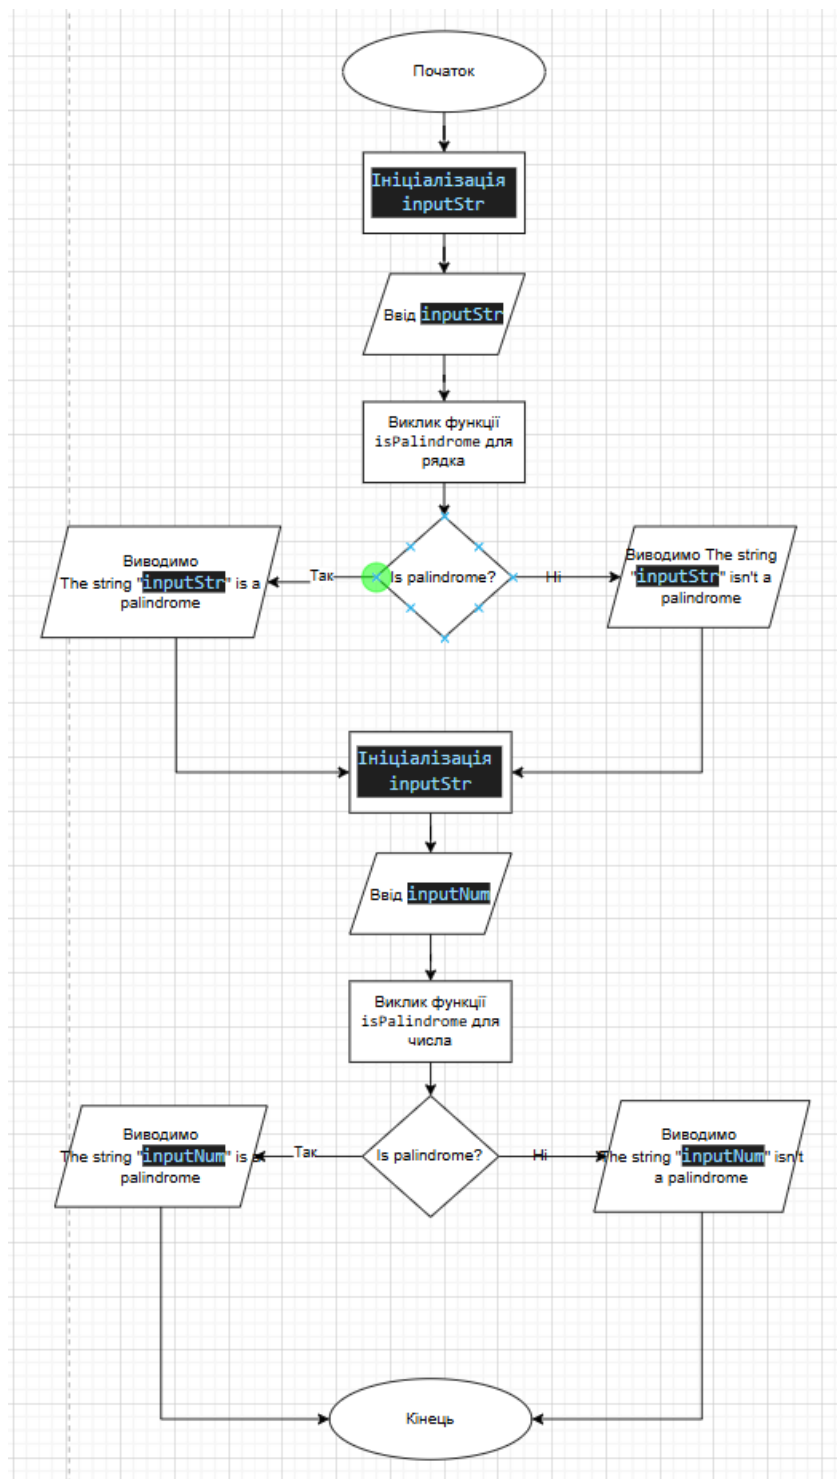 Початок
Ініціалізація
inputStr
Ввід inputStr
Виклик функції
isPalindrome для
рядка
Виводимо
The string "inputStr" is a
palindrome
Так
Is palindrome?
Ні
Виводимо The string
"inputStr" isn't a
palindrome
Ініціалізація
inputStr
Ввід inputNum
Виклик функції
isPalindrome для
числа
Виводимо
The string "inputNum" is a
palindrome
Так
Is palindrome?
Ні
Виводимо
The string "inputNum" isn't
a palindrome
Кінець